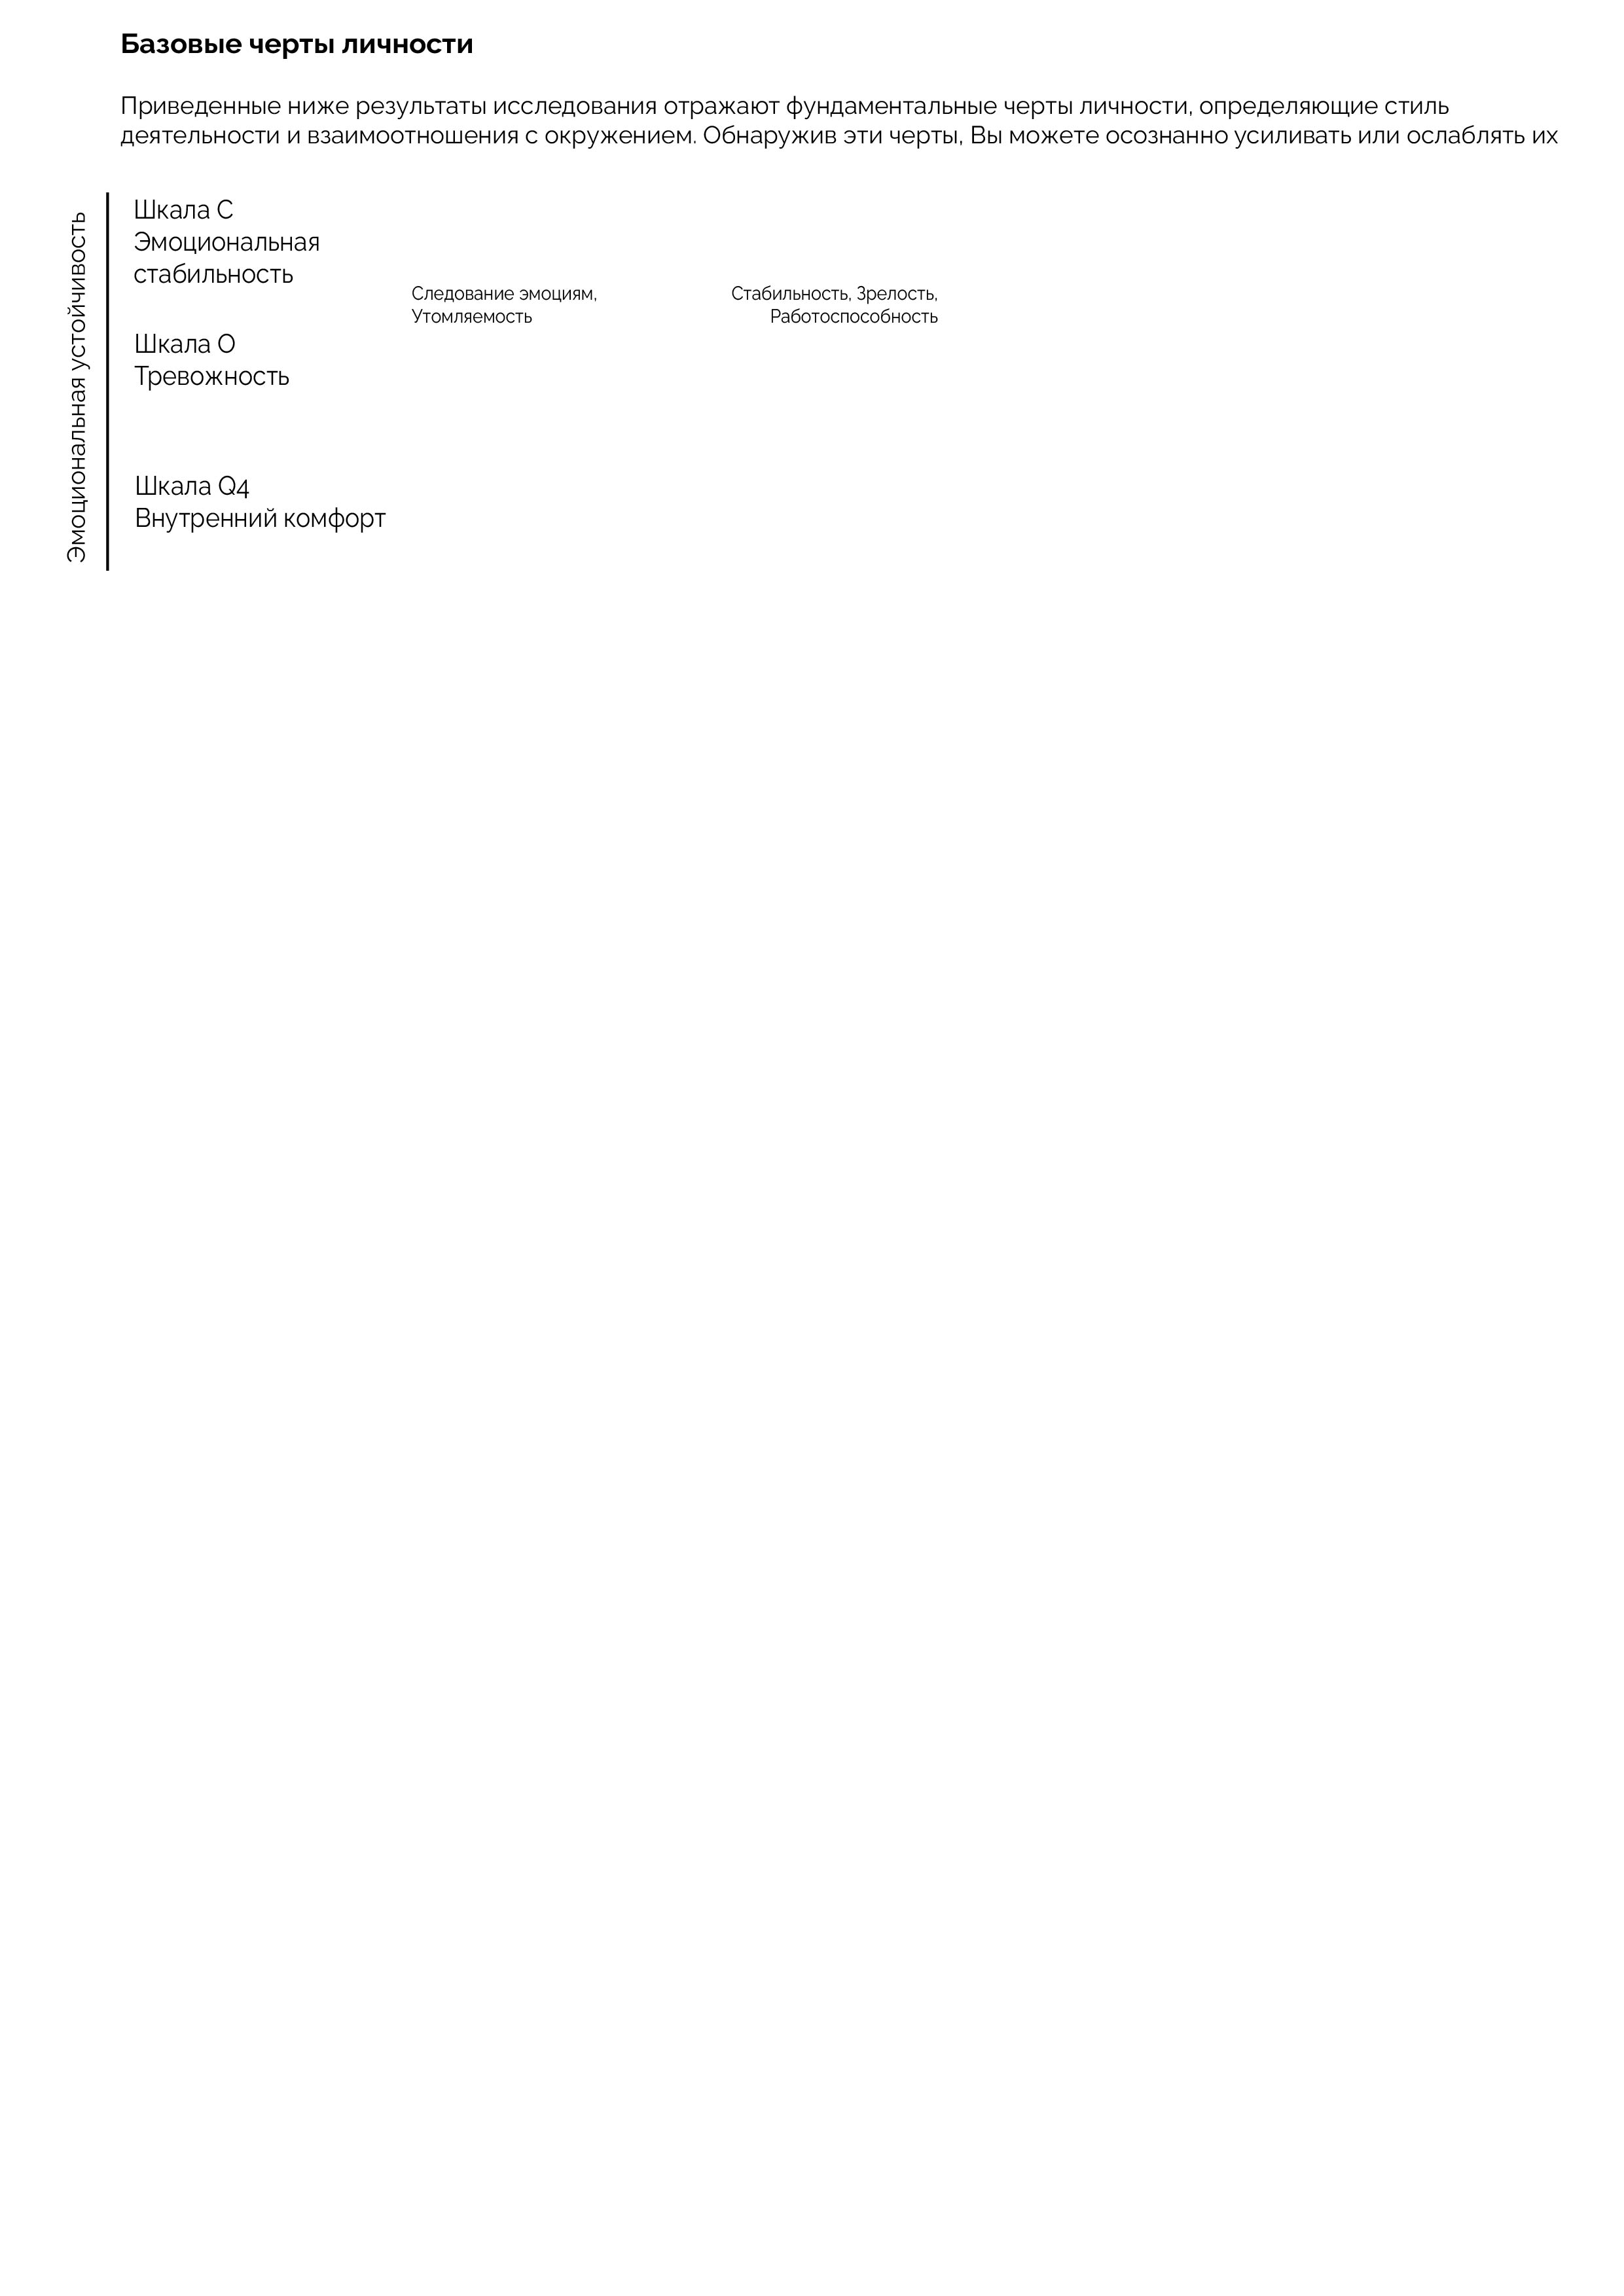 Базовые черты личности
Приведенные ниже результаты исследования отражают фундаментальные черты личности, определяющие стиль
деятельности и взаимоотношения с окружением. Обнаружив эти черты, Вы можете осознанно усиливать или ослаблять их
Эмоциональная устойчивость
Шкала C
Эмоциональная
стабильность
Следование эмоциям,
Утомляемость
Стабильность, Зрелость,
Работоспособность
Шкала O
Тревожность
Шкала Q4
Внутренний комфорт